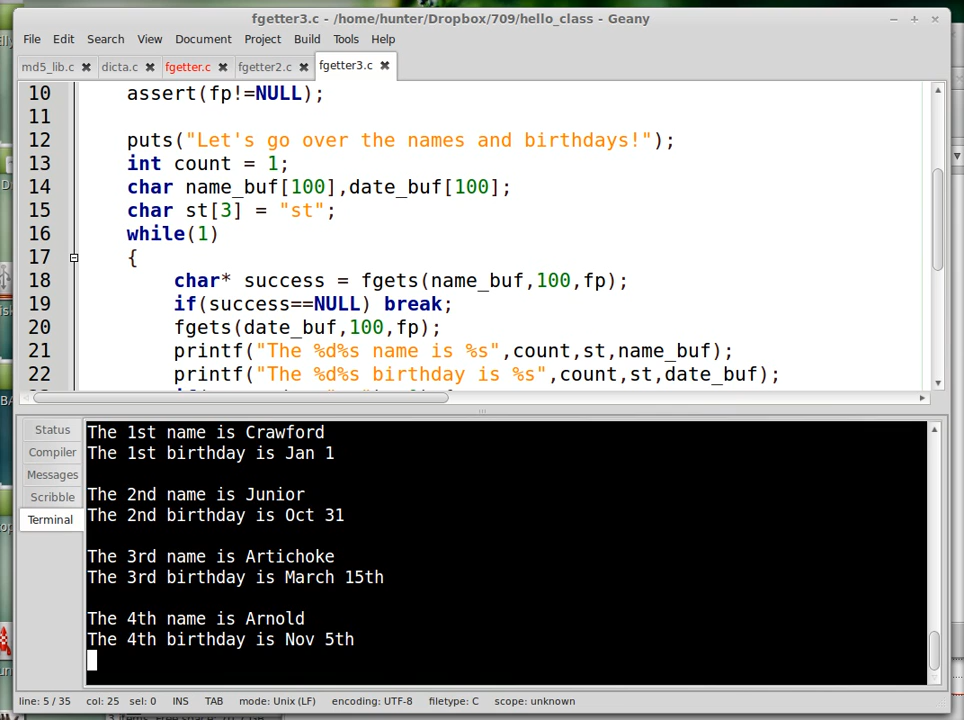 fgetter3.c - /home/hunter/Dropbox/709/hello_class - Geany
File Edit Search View Document Project Build Tools Help
md5_lib.c dicta.c fgetter.c fgetter2.c fgetter3.c
10 assert(fp!=NULL);
11
12 puts("Let's go over the names and birthdays!");
13 int count = 1;
14 char name_buf[100],date_buf[100];
15 char st[3] = "st";
16 while(1)
17 {
18 char* success = fgets(name_buf,100,fp);
19 if(success==NULL) break;
20 fgets(date_buf,100,fp);
21 printf("The %d%s name is %s",count,st,name_buf);
22 printf("The %d%s birthday is %s",count,st,date_buf);
Status
Compiler
Messages
Scribble
Terminal
The 1st name is Crawford
The 1st birthday is Jan 1
The 2nd name is Junior
The 2nd birthday is Oct 31
The 3rd name is Artichoke
The 3rd birthday is March 15th
The 4th name is Arnold
The 4th birthday is Nov 5th
line: 5 / 35 col: 25 sel: 0 INS TAB mode: Unix (LF) encoding: UTF-8 filetype: C scope: unknown